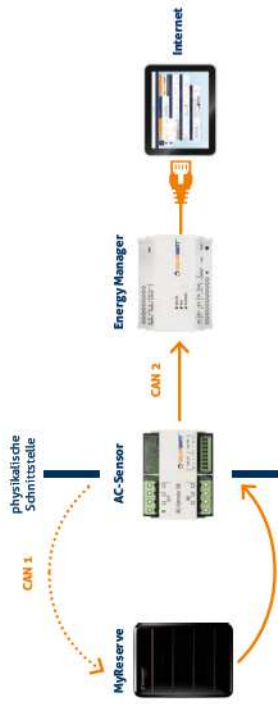 physikalische
Schnittstelle
CAN 1
MyReserve
AC-Sensor
CAN 2
Energy Manager
Internet